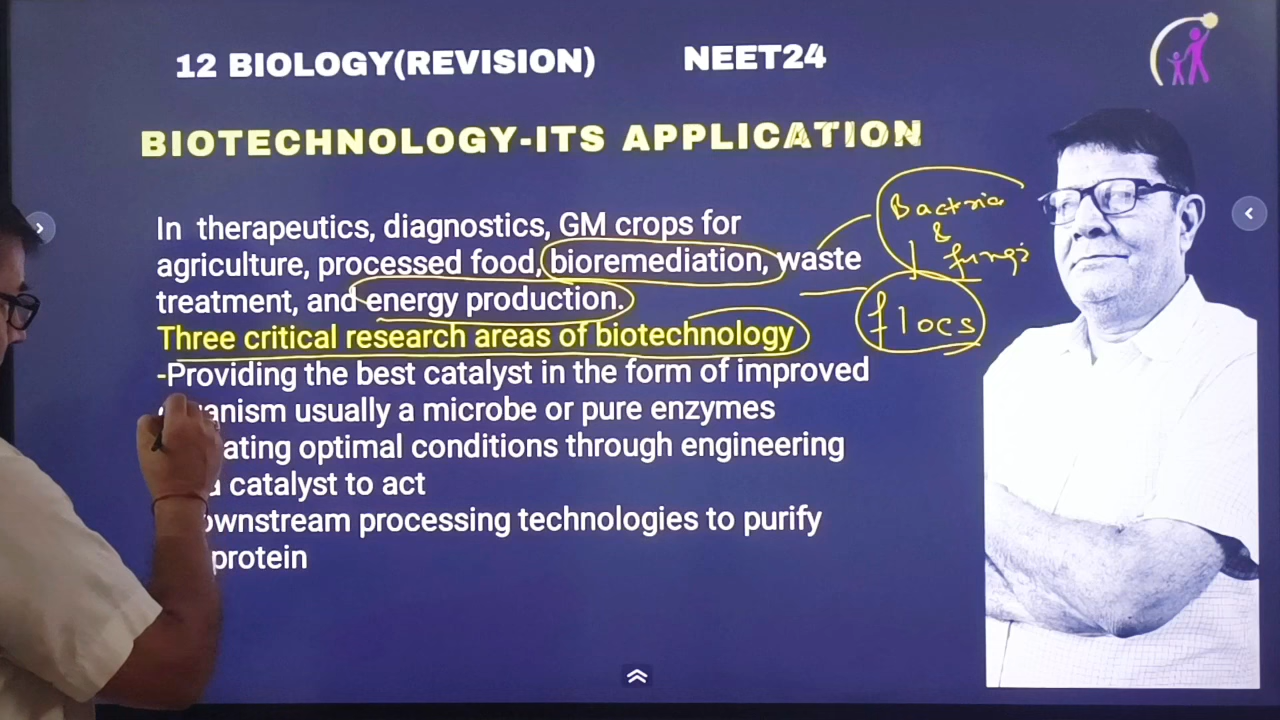 12 BIOLOGY(REVISION) NEET24
BIOTECHNOLOGY-ITS APPLICATION
In therapeutics, diagnostics, GM crops for
agriculture, processed food, bioremediation, waste
treatment, and energy production.
Three critical research areas of biotechnology
-Providing the best catalyst in the form of improved
usually a microbe or pure enzymes
optimal conditions through engineering
catalyst to act
processing technologies to purify
protein
Bacteria
&
fungi
flocs